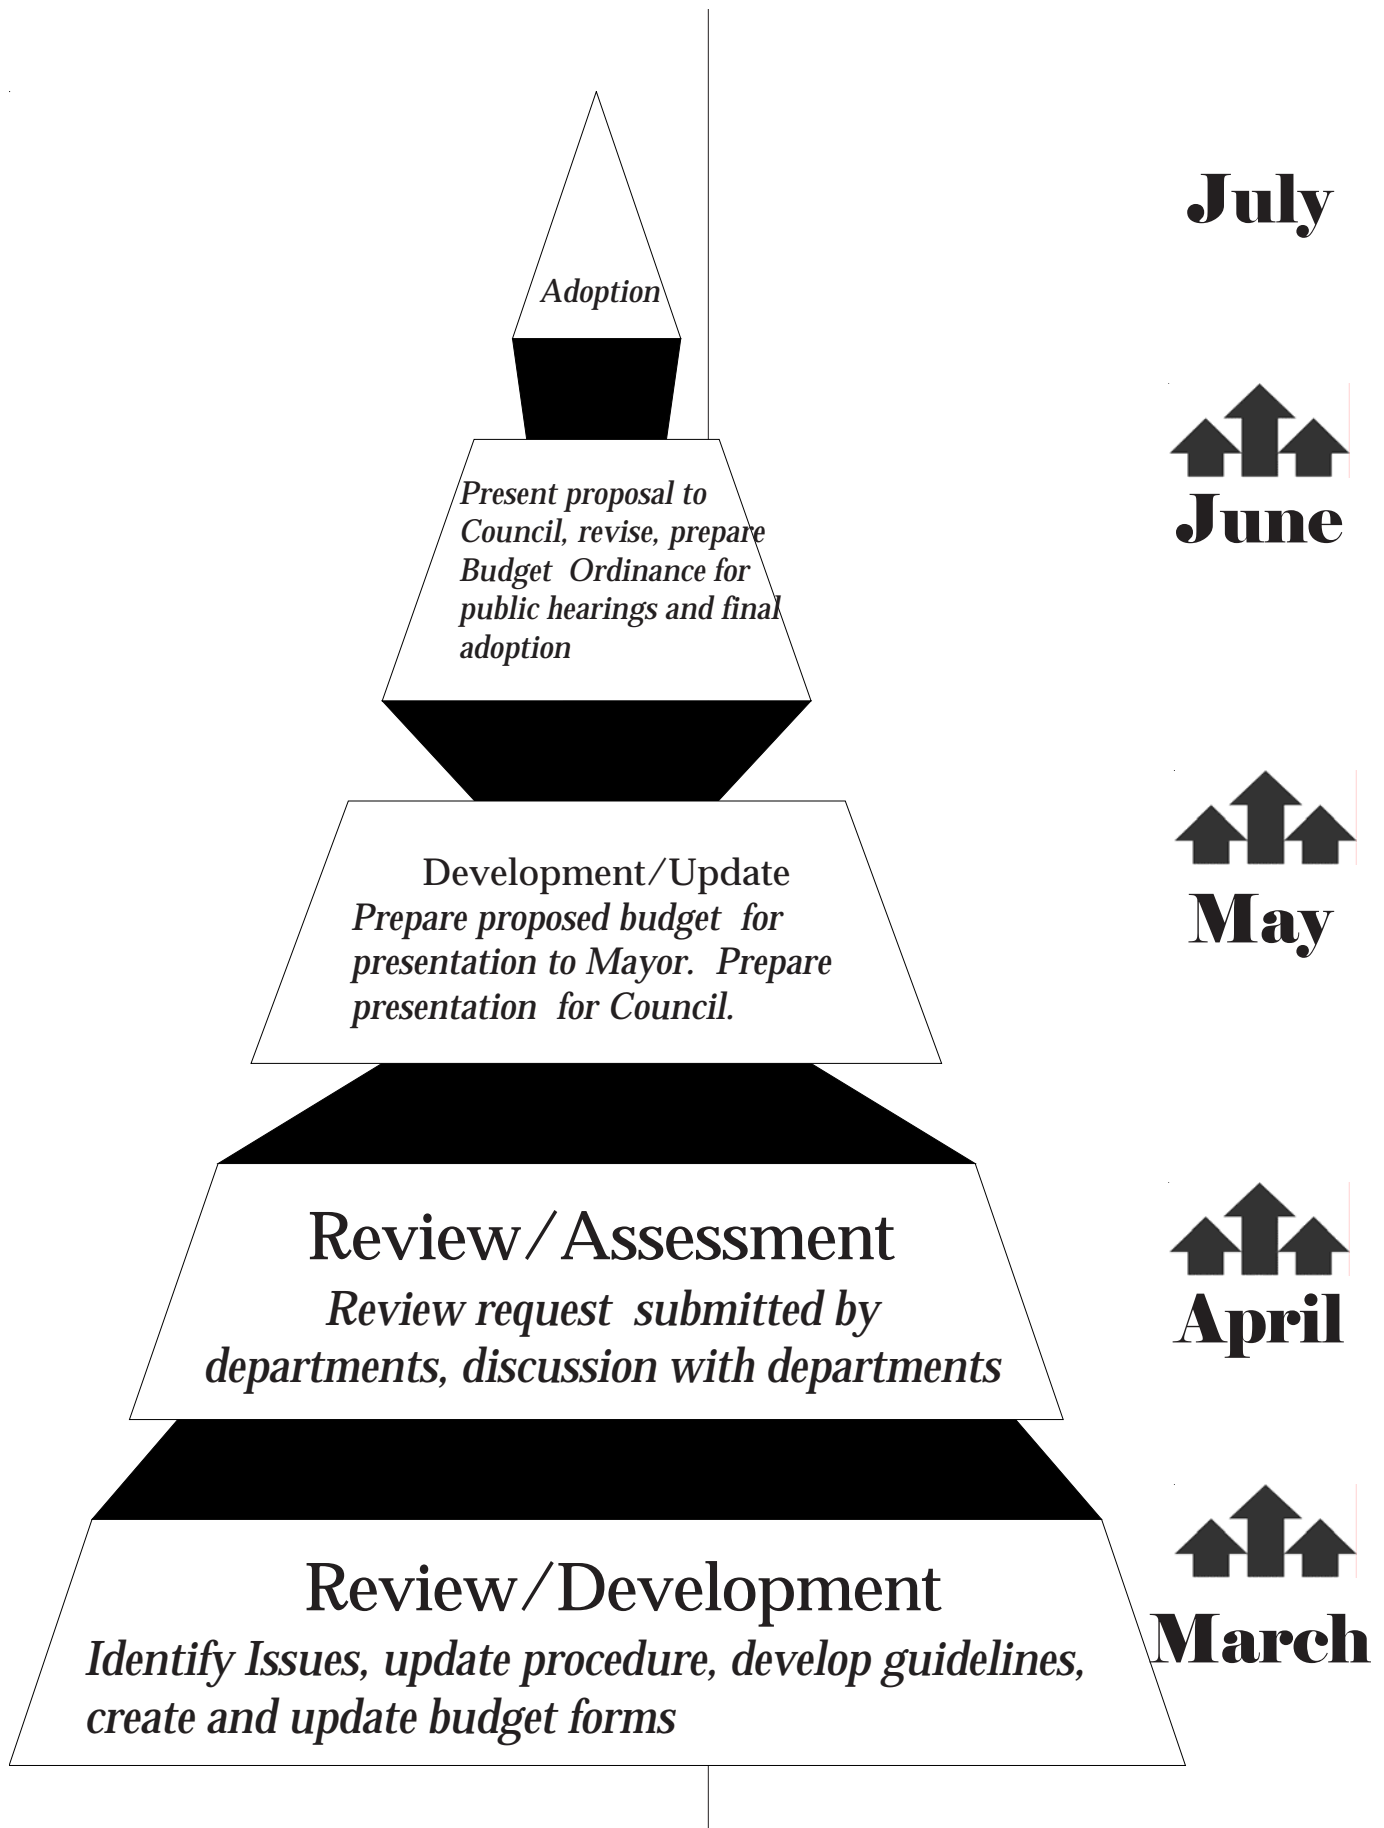 July
Adoption
June
Present proposal to
Council, revise, prepare
Budget Ordinance for
public hearings and final
adoption
May
Development/Update
Prepare proposed budget for
presentation to Mayor. Prepare
presentation for Council.
April
Review/Assessment
Review request submitted by
departments, discussion with departments
March
Review/Development
Identify Issues, update procedure, develop guidelines,
create and update budget forms